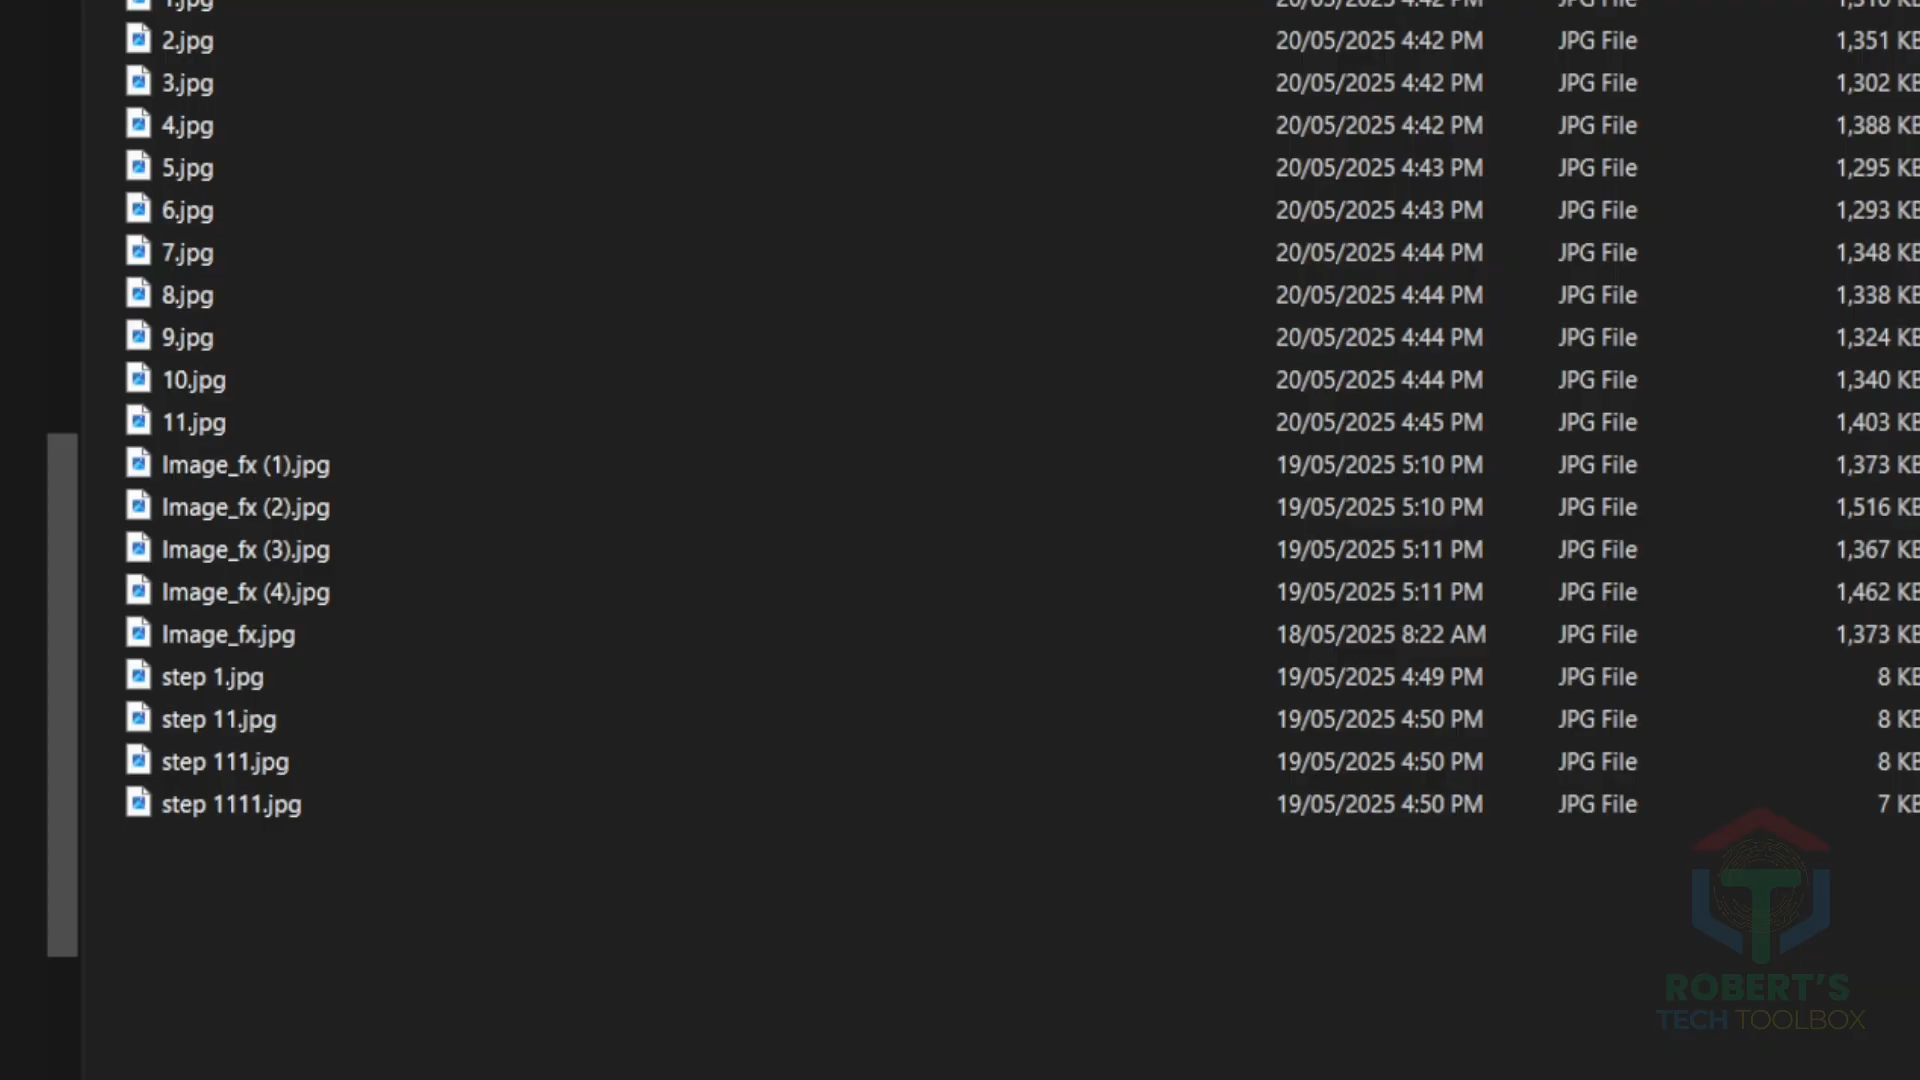 1.jpg 20/05/2025 4:42 PM JPG File
2.jpg 20/05/2025 4:42 PM JPG File 1,351 KB
3.jpg 20/05/2025 4:42 PM JPG File 1,302 KB
4.jpg 20/05/2025 4:42 PM JPG File 1,388 KB
5.jpg 20/05/2025 4:43 PM JPG File 1,295 KB
6.jpg 20/05/2025 4:43 PM JPG File 1,293 KB
7.jpg 20/05/2025 4:44 PM JPG File 1,348 KB
8.jpg 20/05/2025 4:44 PM JPG File 1,338 KB
9.jpg 20/05/2025 4:44 PM JPG File 1,324 KB
10.jpg 20/05/2025 4:44 PM JPG File 1,340 KB
11.jpg 20/05/2025 4:45 PM JPG File 1,403 KB
Image_fx (1).jpg 19/05/2025 5:10 PM JPG File 1,373 KB
Image_fx (2).jpg 19/05/2025 5:10 PM JPG File 1,516 KB
Image_fx (3).jpg 19/05/2025 5:11 PM JPG File 1,367 KB
Image_fx (4).jpg 19/05/2025 5:11 PM JPG File 1,462 KB
Image_fx.jpg 18/05/2025 8:22 AM JPG File 1,373 KB
step 1.jpg 19/05/2025 4:49 PM JPG File 8 KB
step 11.jpg 19/05/2025 4:50 PM JPG File 8 KB
step 111.jpg 19/05/2025 4:50 PM JPG File 8 KB
step 1111.jpg 19/05/2025 4:50 PM JPG File 7 KB
ROBERT'S
TECH TOOLBOX